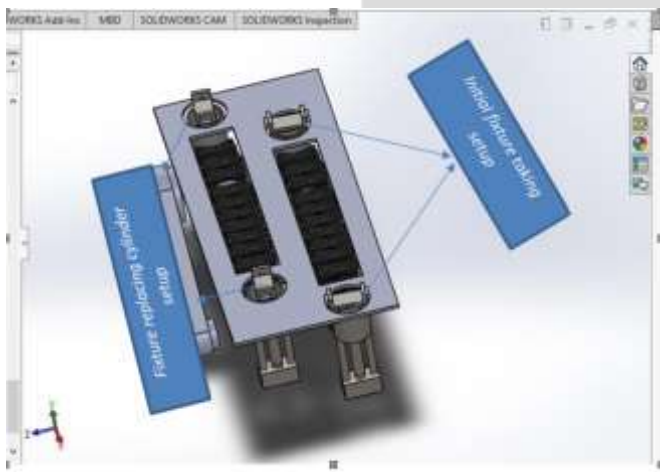 WORKS Add-Ins MBD SOLIDWORKS CAM SOLIDWORKS Inspection
Initial fixture taking
setup
Fixture replacing cylinder
setup